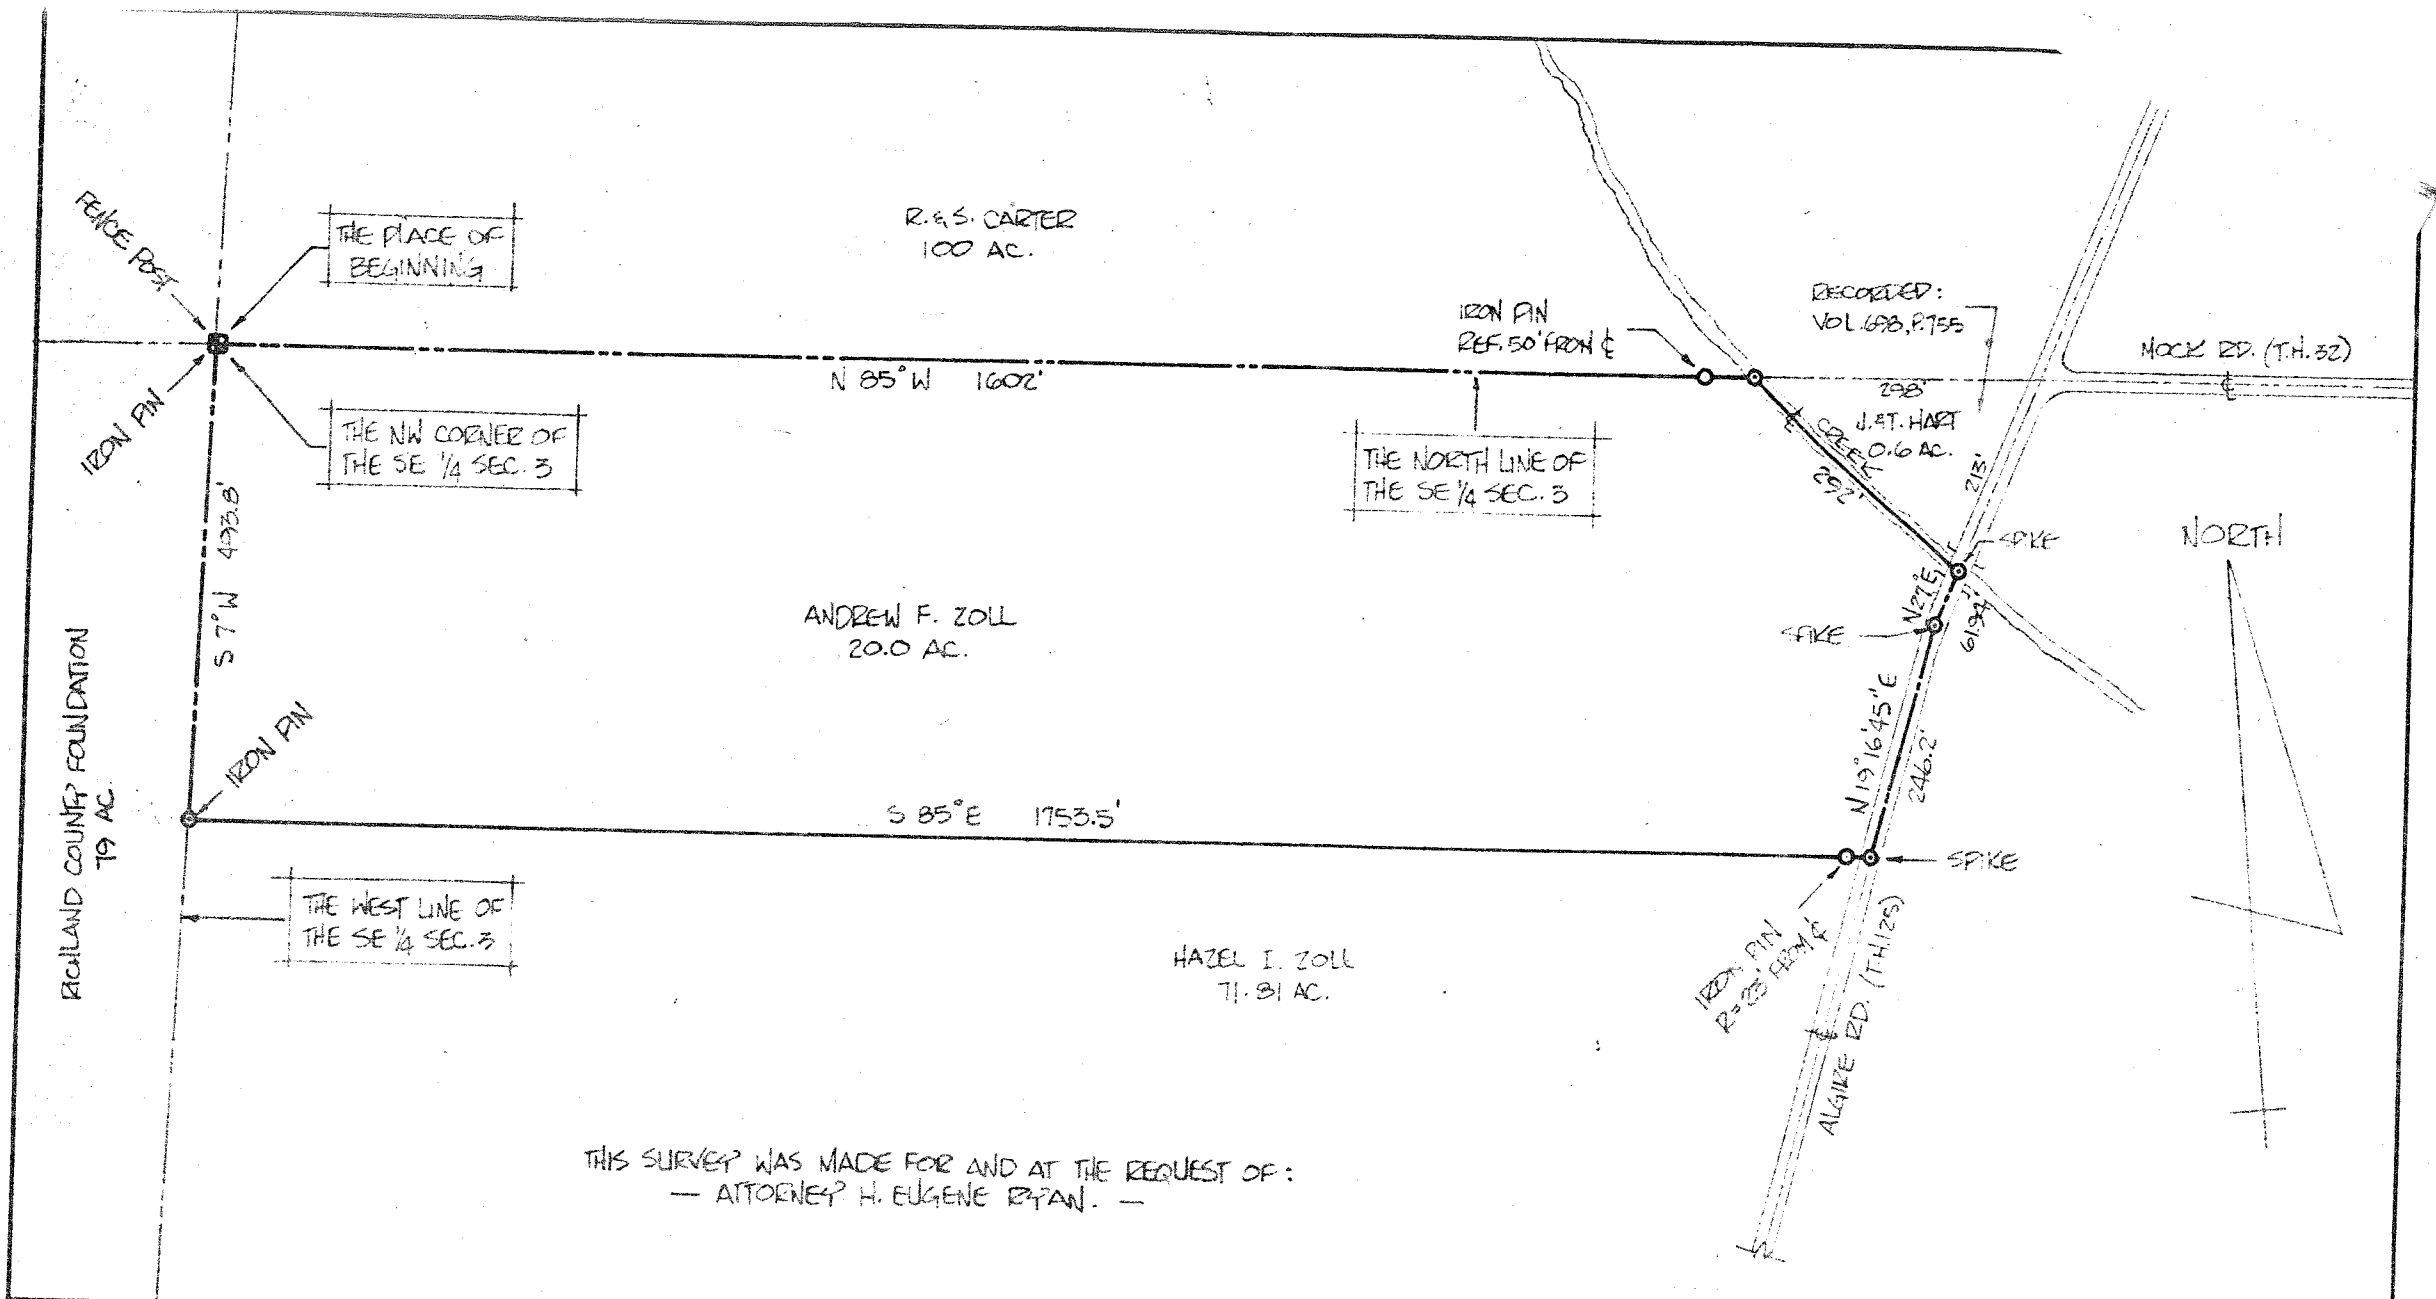 FENCE POST
THE PLACE OF
BEGINNING
R. & S. CARTER
100 AC.
IRON PIN
REF. 50' FROM ℄
RECORDED:
VOL. 698, P. 755
MOCK RD. (T.H. 32)
℄
N 85° W 1602'
298'
J. & T. HART
0.6 AC.
CREEK
292'
213'
IRON PIN
THE NW CORNER OF
THE SE 1/4 SEC. 3
THE NORTH LINE OF
THE SE 1/4 SEC. 3
S 7° W 493.8'
SPIKE
NORTH
N 27° E
SPIKE
ANDREW F. ZOLL
20.0 AC.
N 19° 16' 45" E
246.2'
RICHLAND COUNTY FOUNDATION
79 AC.
IRON PIN
S 85° E 1753.5'
SPIKE
THE WEST LINE OF
THE SE 1/4 SEC. 3
HAZEL I. ZOLL
71.81 AC.
IRON PIN
FROM ℄
ALGIRE RD. (T.H. 125)
℄
THIS SURVEY WAS MADE FOR AND AT THE REQUEST OF:
— ATTORNEY H. EUGENE RYAN. —